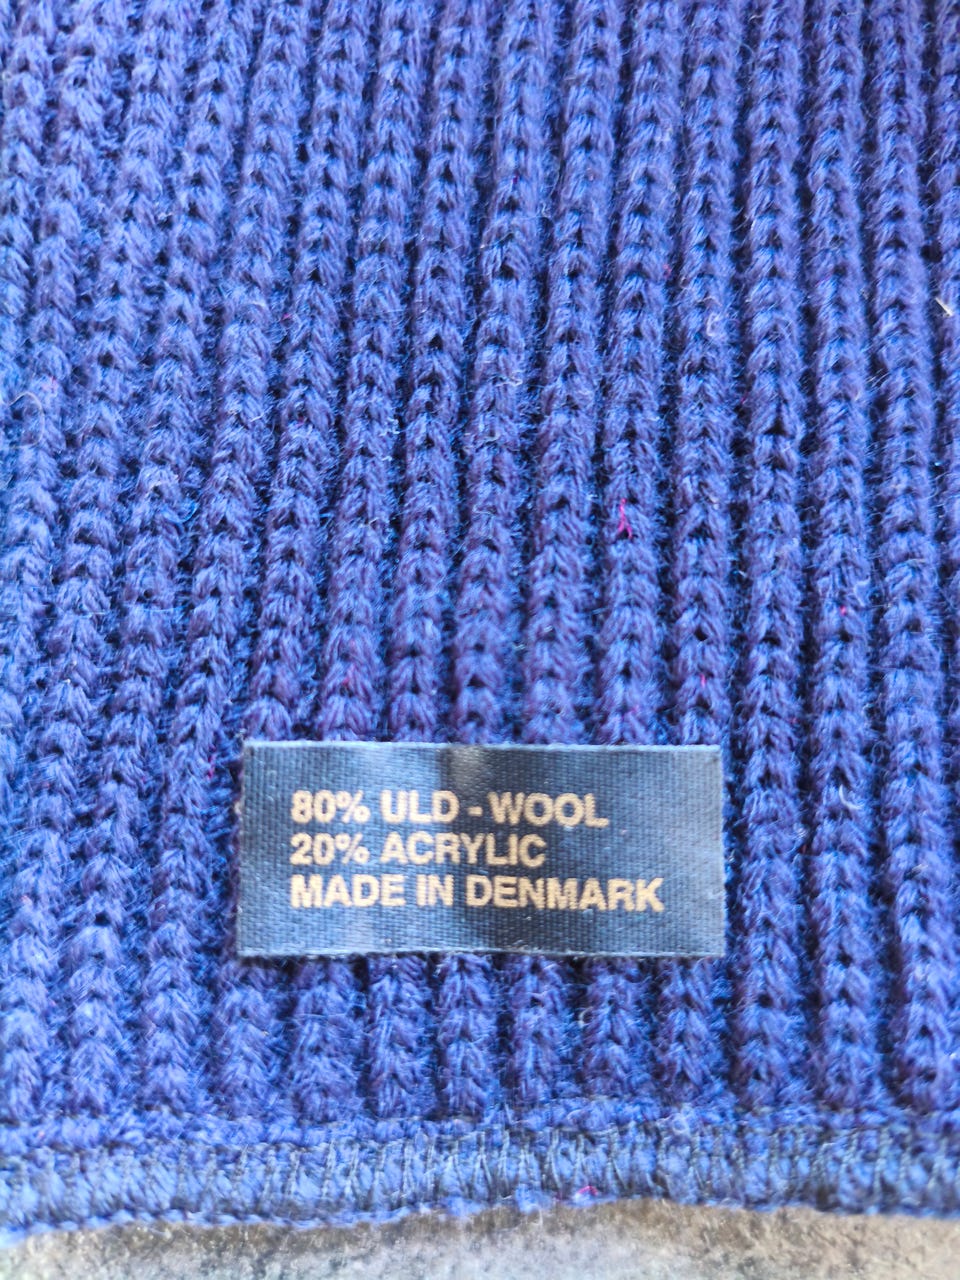 80% ULD - WOOL
20% ACRYLIC
MADE IN DENMARK